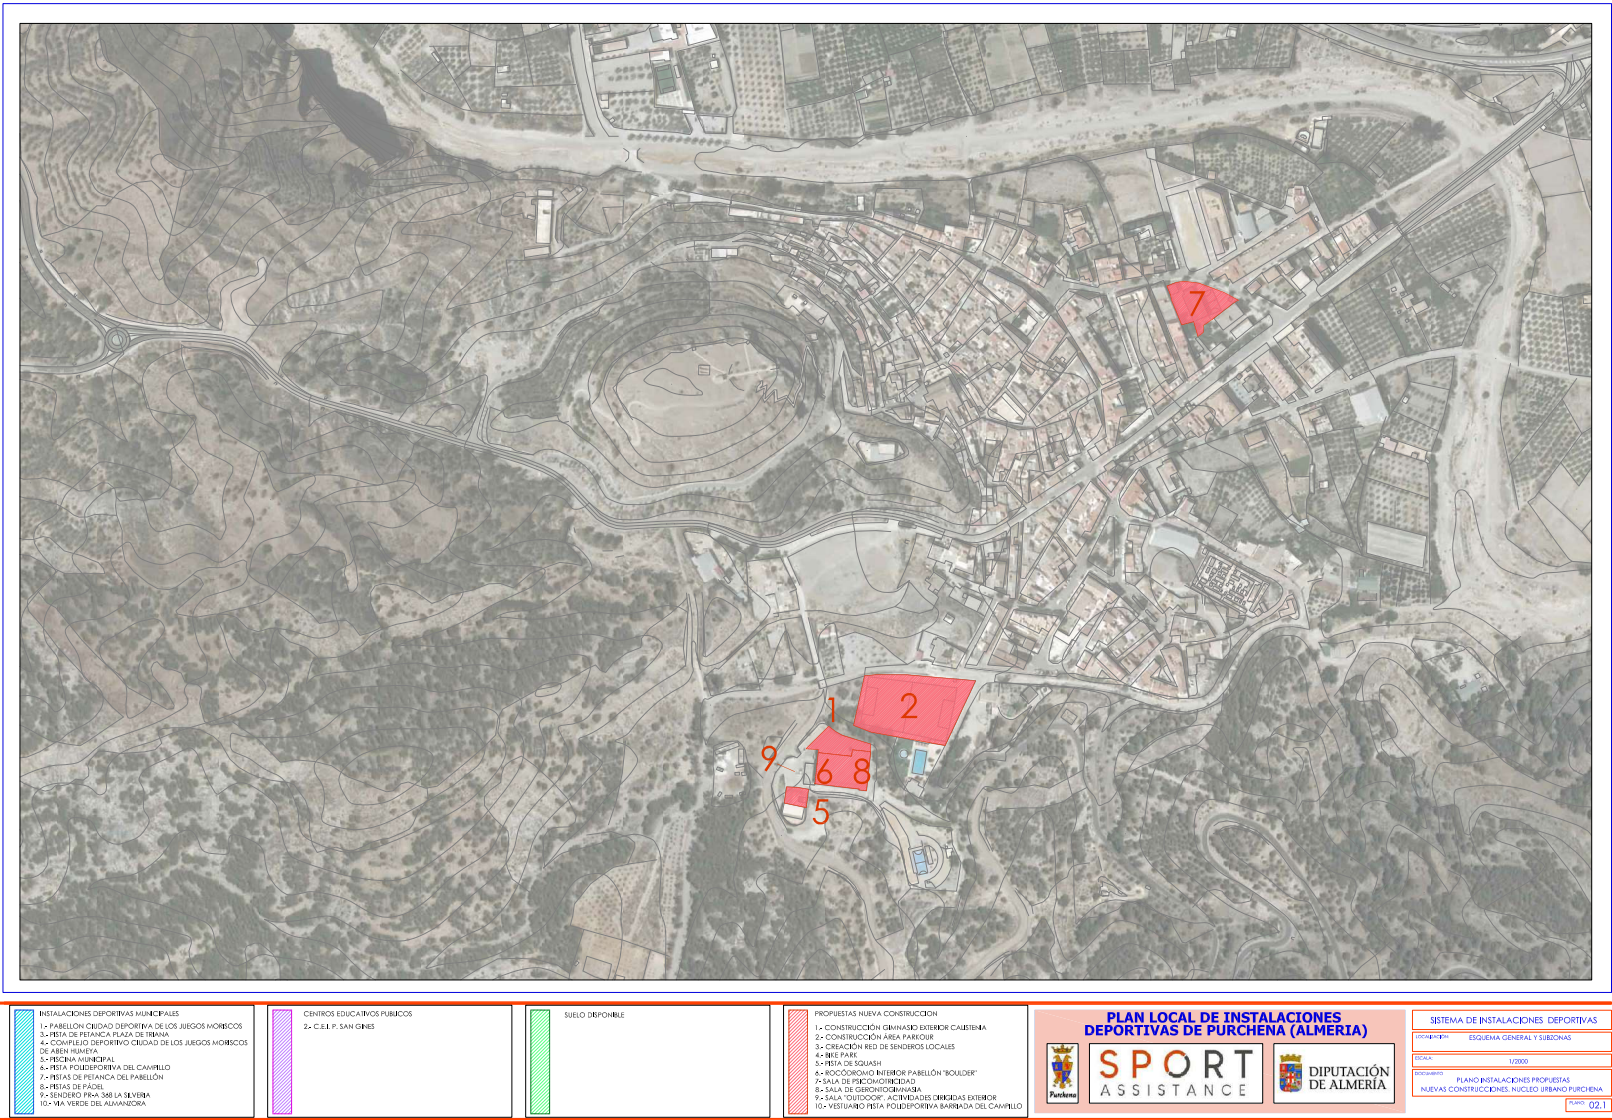 7
1
2
9
6
8
5
INSTALACIONES DEPORTIVAS MUNICIPALES
1.- PABELLON CIUDAD DEPORTIVA DE LOS JUEGOS MORISCOS
3.- PISTA DE PETANCA PLAZA DE TRIANA
4.- COMPLEJO DEPORTIVO CIUDAD DE LOS JUEGOS MORISCOS
DE ABEN HUMEYA
5.- PISCINA MUNICIPAL
6.- PISTA POLIDEPORTIVA DEL CAMPILLO
7.- PISTAS DE PETANCA DEL PABELLÓN
8.- PISTAS DE PÁDEL
9.- SENDERO PR-A 368 LA SILVERIA
10.- VIA VERDE DEL ALMANZORA
CENTROS EDUCATIVOS PUBLICOS
2.- C.E.I. P. SAN GINES
SUELO DISPONIBLE
PROPUESTAS NUEVA CONSTRUCCION
1.- CONSTRUCCIÓN GIMNASIO EXTERIOR CALISTENIA
2.- CONSTRUCCIÓN ÁREA PARKOUR
3.- CREACIÓN RED DE SENDEROS LOCALES
4.- BIKE PARK
5.- PISTA DE SQUASH
6.- ROCÓDROMO INTERIOR PABELLÓN "BOULDER"
7.- SALA DE PSICOMOTRICIDAD
8.- SALA DE GERONTOGIMNASIA
9.- SALA "OUTDOOR", ACTIVIDADES DIRIGIDAS EXTERIOR
10.- VESTUARIO PISTA POLIDEPORTIVA BARRIADA DEL CAMPILLO
PLAN LOCAL DE INSTALACIONES
DEPORTIVAS DE PURCHENA (ALMERIA)
Purchena
SPORT
ASSISTANCE
DIPUTACIÓN
DE ALMERÍA
SISTEMA DE INSTALACIONES DEPORTIVAS
LOCALIZACIÓN: ESQUEMA GENERAL Y SUBZONAS
ESCALA: 1/2000
DOCUMENTO:
PLANO INSTALACIONES PROPUESTAS
NUEVAS CONSTRUCCIONES. NUCLEO URBANO PURCHENA
PLANO: 02.1